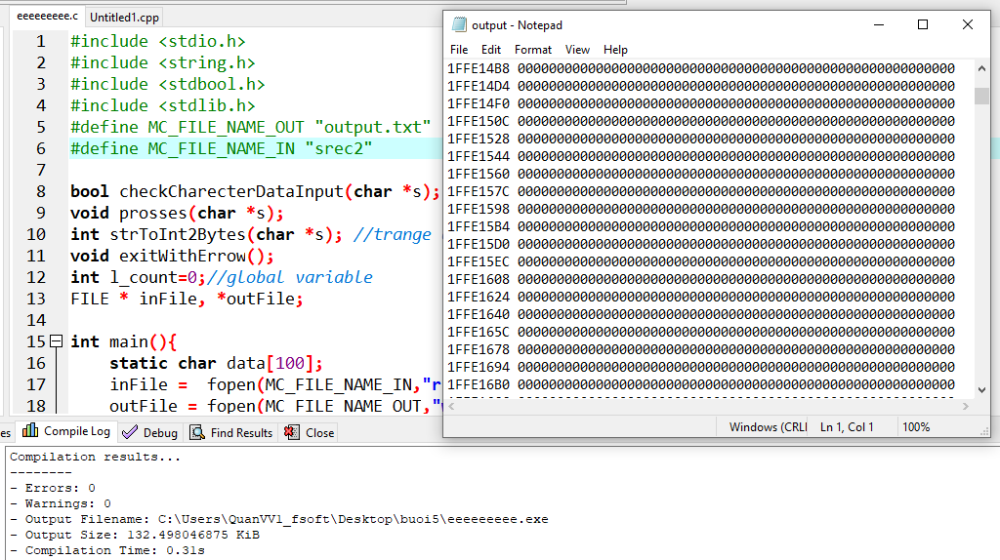 eeeeeeeee.c
Untitled1.cpp
1 #include <stdio.h>
2 #include <string.h>
3 #include <stdbool.h>
4 #include <stdlib.h>
5 #define MC_FILE_NAME_OUT "output.txt"
6 #define MC_FILE_NAME_IN "srec2"
7
8 bool checkCharecterDataInput(char *s);
9 void prosses(char *s);
10 int strToInt2Bytes(char *s); //trange
11 void exitWithErrow();
12 int l_count=0;//global variable
13 FILE * inFile, *outFile;
14
15 int main(){
16 static char data[100];
17 inFile = fopen(MC_FILE_NAME_IN,"r
18 outFile = fopen(MC_FILE_NAME_OUT,"
output - Notepad
File Edit Format View Help
1FFE14B8 00000000000000000000000000000000000000000000000000000000
1FFE14D4 00000000000000000000000000000000000000000000000000000000
1FFE14F0 00000000000000000000000000000000000000000000000000000000
1FFE150C 00000000000000000000000000000000000000000000000000000000
1FFE1528 00000000000000000000000000000000000000000000000000000000
1FFE1544 00000000000000000000000000000000000000000000000000000000
1FFE1560 00000000000000000000000000000000000000000000000000000000
1FFE157C 00000000000000000000000000000000000000000000000000000000
1FFE1598 00000000000000000000000000000000000000000000000000000000
1FFE15B4 00000000000000000000000000000000000000000000000000000000
1FFE15D0 00000000000000000000000000000000000000000000000000000000
1FFE15EC 00000000000000000000000000000000000000000000000000000000
1FFE1608 00000000000000000000000000000000000000000000000000000000
1FFE1624 00000000000000000000000000000000000000000000000000000000
1FFE1640 00000000000000000000000000000000000000000000000000000000
1FFE165C 00000000000000000000000000000000000000000000000000000000
1FFE1678 00000000000000000000000000000000000000000000000000000000
1FFE1694 00000000000000000000000000000000000000000000000000000000
1FFE16B0 00000000000000000000000000000000000000000000000000000000
Windows (CRLI Ln 1, Col 1 100%
es Compile Log Debug Find Results Close
Compilation results...
--------
- Errors: 0
- Warnings: 0
- Output Filename: C:\Users\QuanVV1_fsoft\Desktop\buoi5\eeeeeeeee.exe
- Output Size: 132.498046875 KiB
- Compilation Time: 0.31s